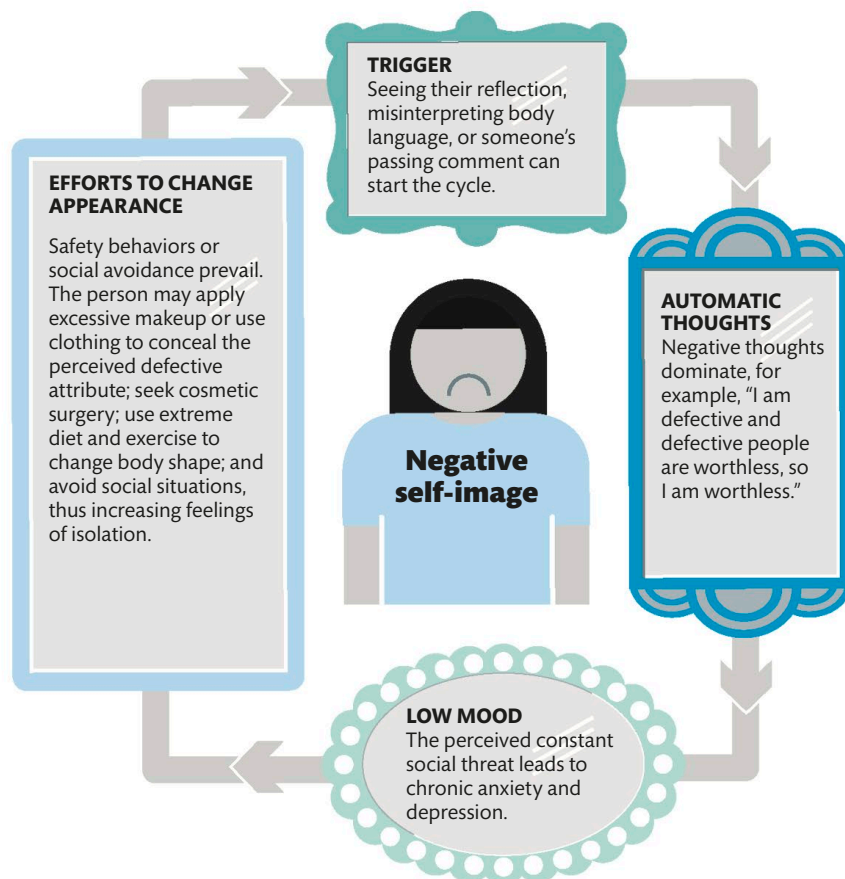 TRIGGER
Seeing their reflection,
misinterpreting body
language, or someone’s
passing comment can
start the cycle.
EFFORTS TO CHANGE
APPEARANCE
Safety behaviors or
social avoidance prevail.
The person may apply
excessive makeup or use
clothing to conceal the
perceived defective
attribute; seek cosmetic
surgery; use extreme
diet and exercise to
change body shape; and
avoid social situations,
thus increasing feelings
of isolation.
AUTOMATIC
THOUGHTS
Negative thoughts
dominate, for
example, “I am
defective and
defective people
are worthless, so
I am worthless.”
Negative
self-image
LOW MOOD
The perceived constant
social threat leads to
chronic anxiety and
depression.